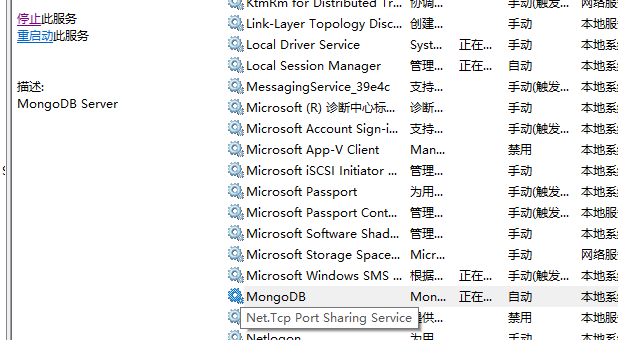 停止此服务
重启动此服务
描述:
MongoDB Server
KtmRm for Distributed Tr... 协调... 手动(触发... 网络服务
Link-Layer Topology Disc... 创建... 手动 本地服务
Local Driver Service Syst... 正在... 手动 本地系
Local Session Manager 管理... 正在... 自动 本地系
MessagingService_39e4c 支持... 手动(触发... 本地系
Microsoft (R) 诊断中心标... 诊断... 手动 本地系
Microsoft Account Sign-i... 支持... 手动(触发... 本地系
Microsoft App-V Client Man... 禁用 本地系
Microsoft iSCSI Initiator ... 管理... 手动 本地系
Microsoft Passport 为用... 手动(触发... 本地系
Microsoft Passport Cont... 管理... 手动(触发... 本地服
Microsoft Software Shad... 管理... 手动 本地系
Microsoft Storage Space... Micr... 手动 网络服
Microsoft Windows SMS ... 根据... 正在... 手动(触发... 本地系
MongoDB Mon... 正在... 自动 本地系
Net.Tcp Port Sharing Service 提供... 禁用 本地服
Netlogon 为用... 手动 本地系